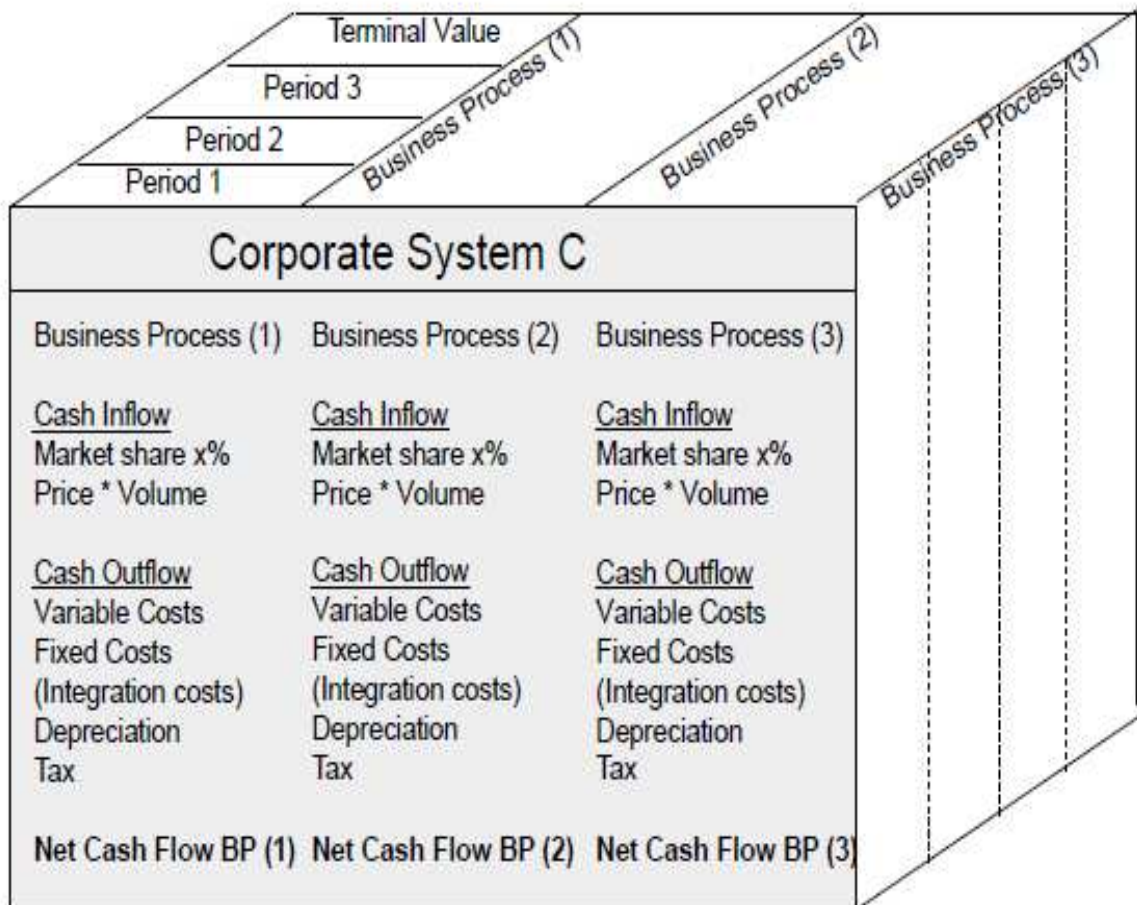 Terminal Value
Period 3
Period 2
Period 1
Business Process (1)
Business Process (2)
Business Process (3)
Corporate System C
Business Process (1) Business Process (2) Business Process (3)
Cash Inflow Cash Inflow Cash Inflow
Market share x% Market share x% Market share x%
Price * Volume Price * Volume Price * Volume
Cash Outflow Cash Outflow Cash Outflow
Variable Costs Variable Costs Variable Costs
Fixed Costs Fixed Costs Fixed Costs
(Integration costs) (Integration costs) (Integration costs)
Depreciation Depreciation Depreciation
Tax Tax Tax
Net Cash Flow BP (1) Net Cash Flow BP (2) Net Cash Flow BP (3)